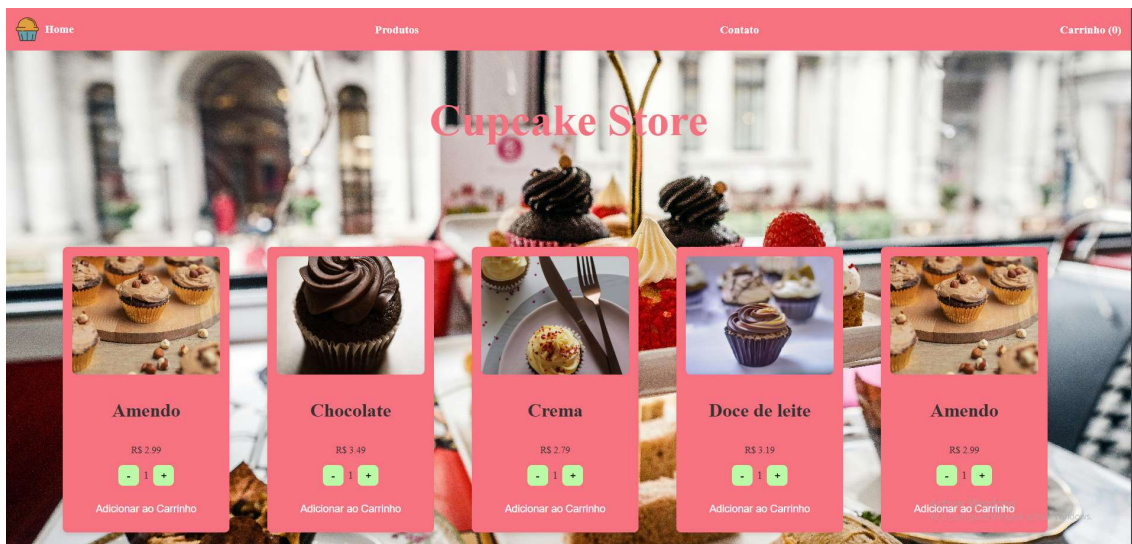 Home Produtos Contato Carrinho (0)
Cupcake Store
Amendo Chocolate Crema Doce de leite Amendo
R$ 2.99 R$ 3.49 R$ 2.79 R$ 3.19 R$ 2.99
- 1 + - 1 + - 1 + - 1 + - 1 +
Adicionar ao Carrinho Adicionar ao Carrinho Adicionar ao Carrinho Adicionar ao Carrinho Adicionar ao Carrinho